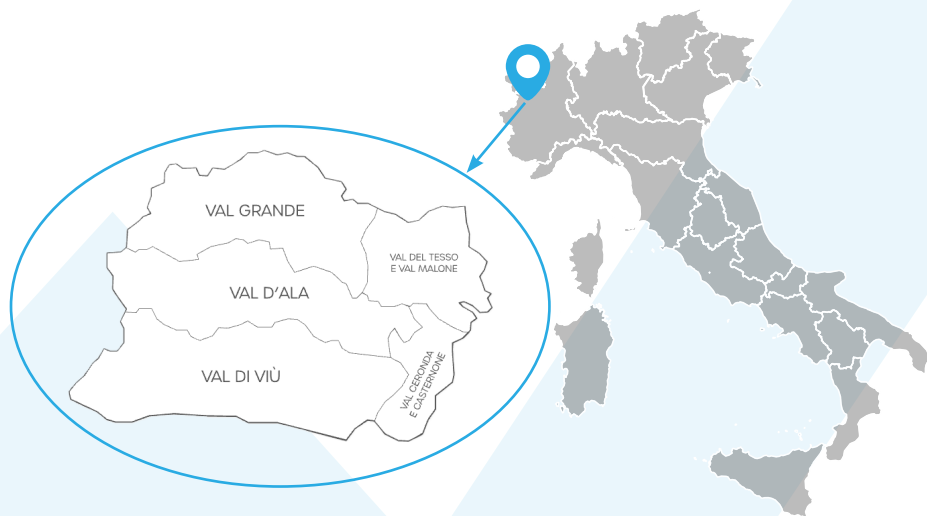 VAL GRANDE
VAL DEL TESSO
E VAL MALONE
VAL D'ALA
VAL DI VIÙ
VAL CERONDA
E CASTERNONE